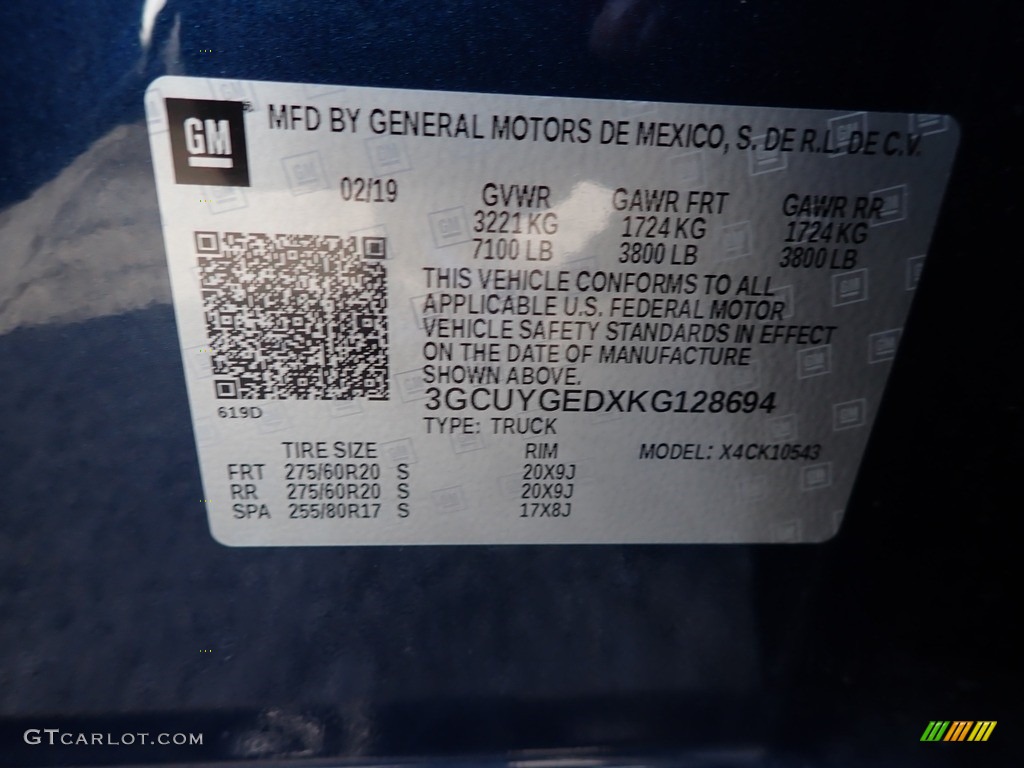 GM MFD BY GENERAL MOTORS DE MEXICO, S. DE R.L. DE C.V.
02/19 GVWR GAWR FRT GAWR RR
3221 KG 1724 KG 1724 KG
7100 LB 3800 LB 3800 LB
THIS VEHICLE CONFORMS TO ALL
APPLICABLE U.S. FEDERAL MOTOR
VEHICLE SAFETY STANDARDS IN EFFECT
ON THE DATE OF MANUFACTURE
SHOWN ABOVE.
619D 3GCUYGEDXKG128694
TYPE: TRUCK
TIRE SIZE RIM MODEL: X4CK10543
FRT 275/60R20 S 20X9J
RR 275/60R20 S 20X9J
SPA 255/80R17 S 17X8J
GTCARLOT.COM